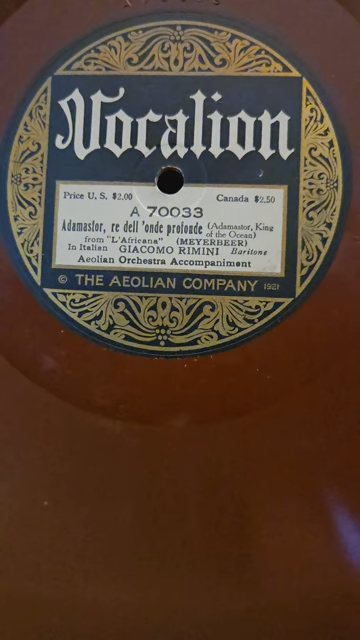 Vocalion
Price U. S. $2.00 Canada $2.50
A 70033
Adamastor, re dell 'onde profonde (Adamastor, King of the Ocean)
from "L'Africana" (MEYERBEER)
In Italian GIACOMO RIMINI Baritone
Aeolian Orchestra Accompaniment
© THE AEOLIAN COMPANY 1921